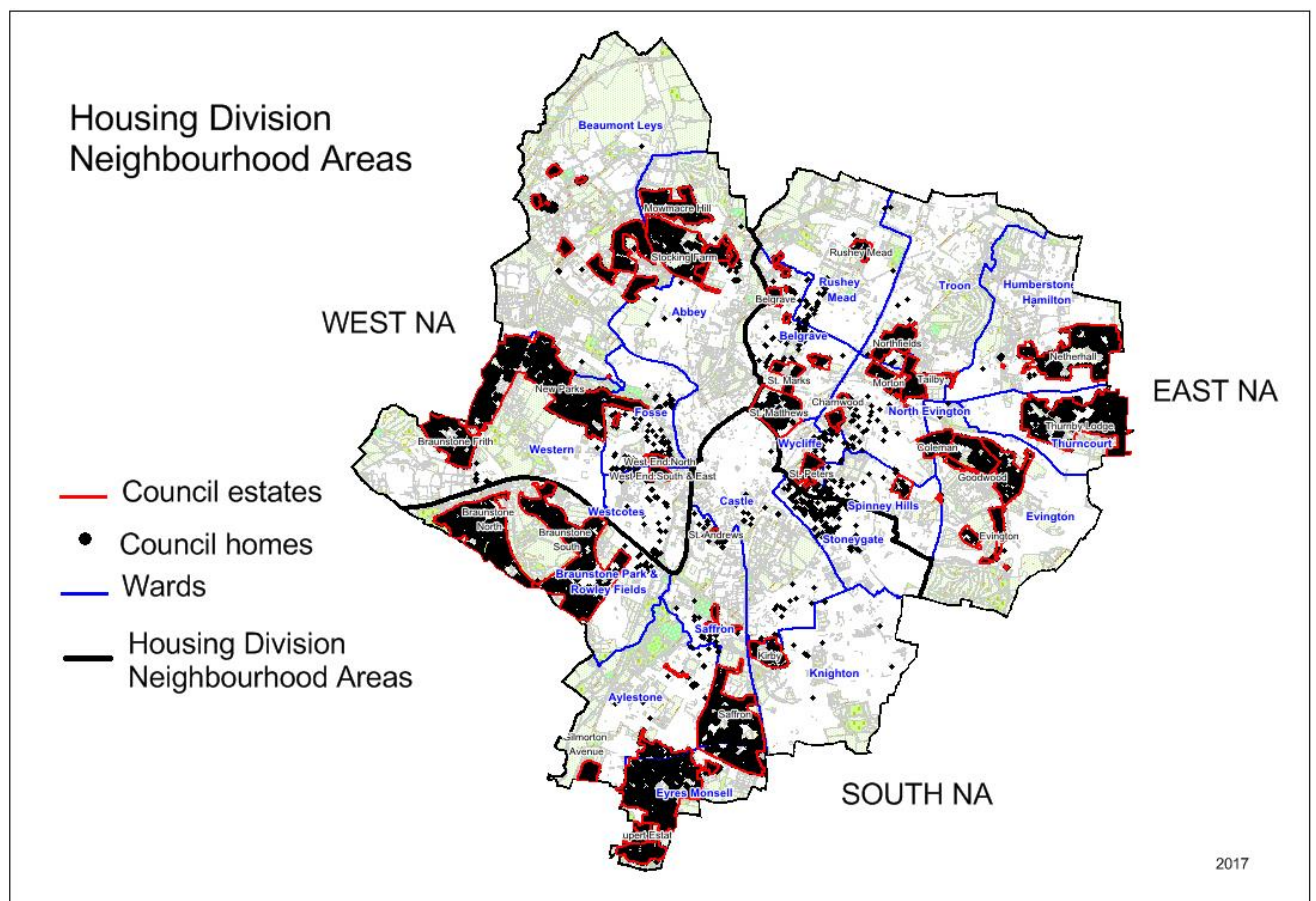 Housing Division
Neighbourhood Areas
Beaumont Leys
Mowmacre Hill
Stocking Farm
Rushey Mead
Rushey
Mead
Troon
Humberstone
Hamilton
WEST NA
Abbey
Belgrave
Belgrave
Northfields
Netherhall
New Parks
St. Marks
Morton
Tailby
EAST NA
Fosse
St. Matthews
Charnwood
North Evington
Thurnby Lodge
Thurncourt
Braunstone Frith
Western
Wycliffe
Coleman
West End:North
West End:South & East
St. Peters
Goodwood
Council estates
Castle
Spinney Hills
Westcotes
Braunstone
North
Evington
Council homes
Braunstone
South
St. Andrews
Stoneygate
Evington
Wards
Braunstone Park &
Rowley Fields
Saffron
Housing Division
Neighbourhood Areas
Kirby
Knighton
Aylestone
Saffron
Gilmorton
Avenue
Eyres Monsell
SOUTH NA
upert Estat
2017